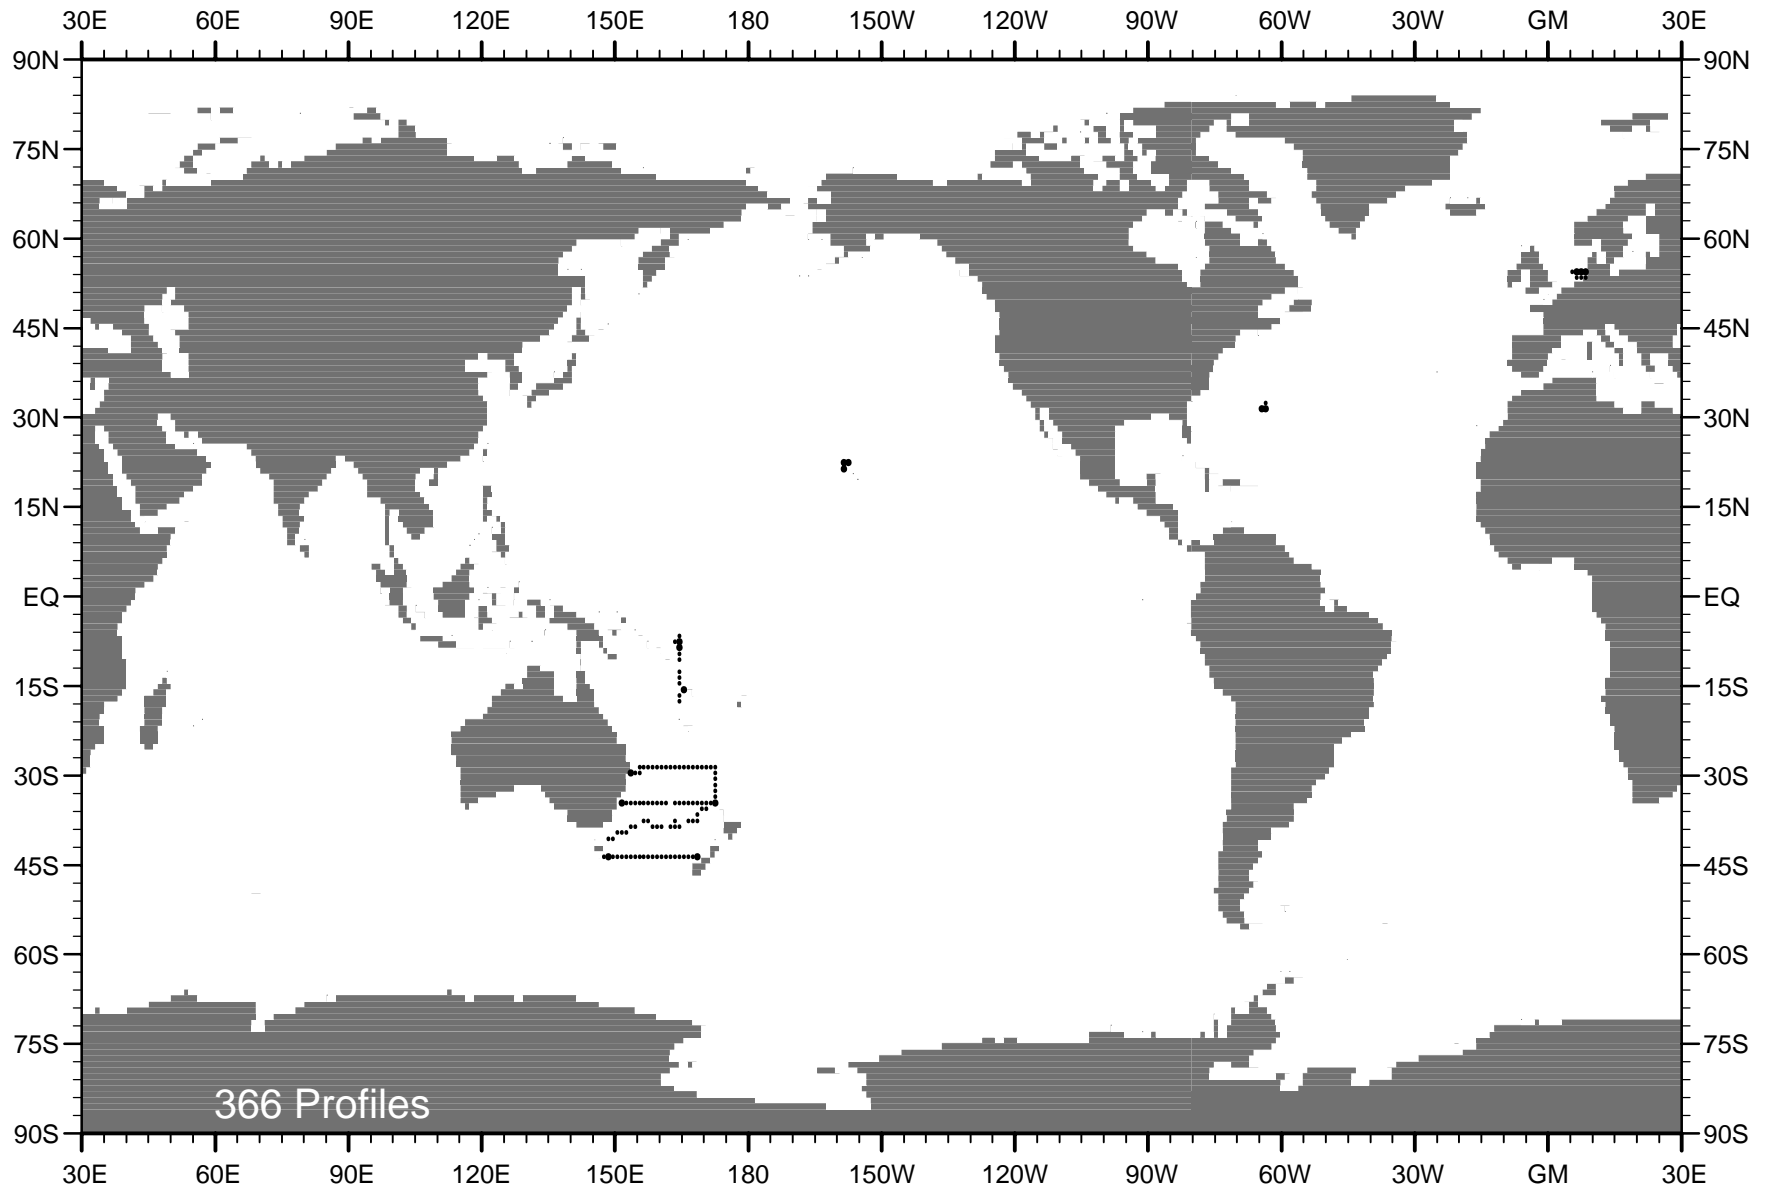 30E 60E 90E 120E 150E 180 150W 120W 90W 60W 30W GM 30E
90N 90N
75N 75N
60N 60N
45N 45N
30N 30N
15N 15N
EQ EQ
15S 15S
30S 30S
45S 45S
60S 60S
75S 75S
366 Profiles
90S 90S
30E 60E 90E 120E 150E 180 150W 120W 90W 60W 30W GM 30E